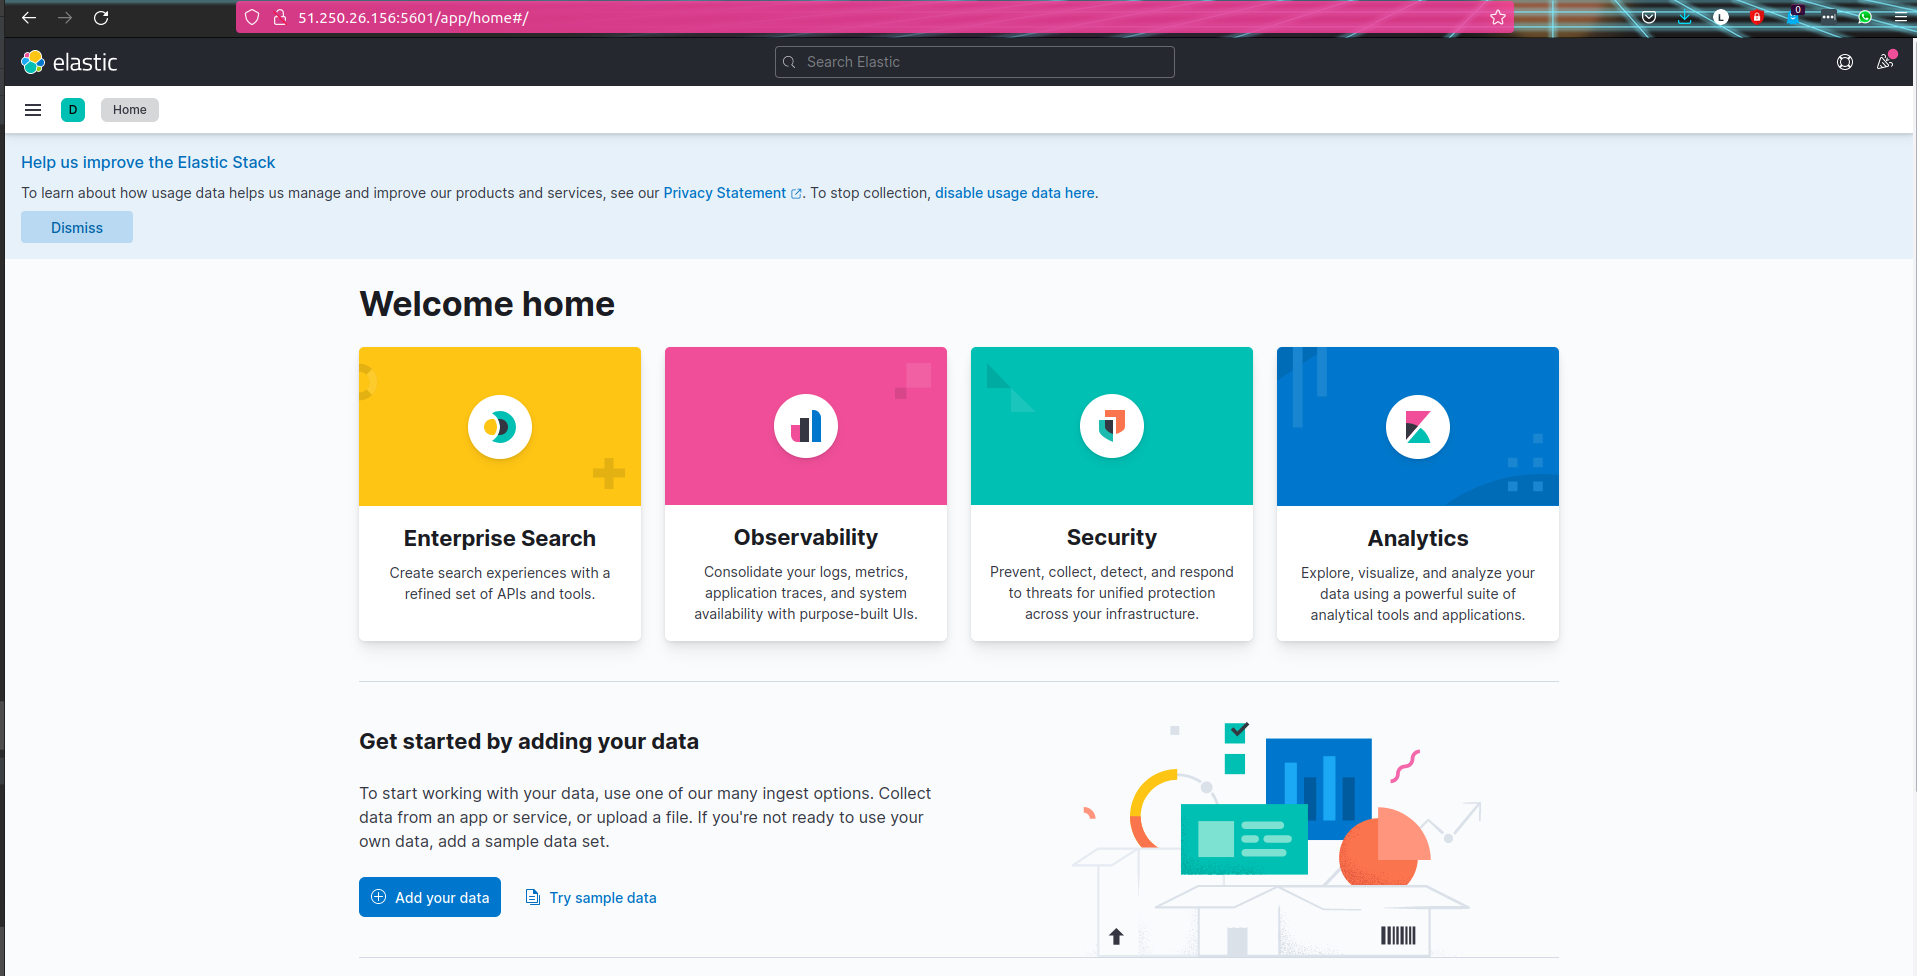 51.250.26.156:5601/app/home#/
L
0
elastic
Search Elastic
D
Home
Help us improve the Elastic Stack
To learn about how usage data helps us manage and improve our products and services, see our Privacy Statement. To stop collection, disable usage data here.
Dismiss
Welcome home
Enterprise Search
Create search experiences with a
refined set of APIs and tools.
Observability
Consolidate your logs, metrics,
application traces, and system
availability with purpose-built UIs.
Security
Prevent, collect, detect, and respond
to threats for unified protection
across your infrastructure.
Analytics
Explore, visualize, and analyze your
data using a powerful suite of
analytical tools and applications.
Get started by adding your data
To start working with your data, use one of our many ingest options. Collect
data from an app or service, or upload a file. If you're not ready to use your
own data, add a sample data set.
Add your data
Try sample data